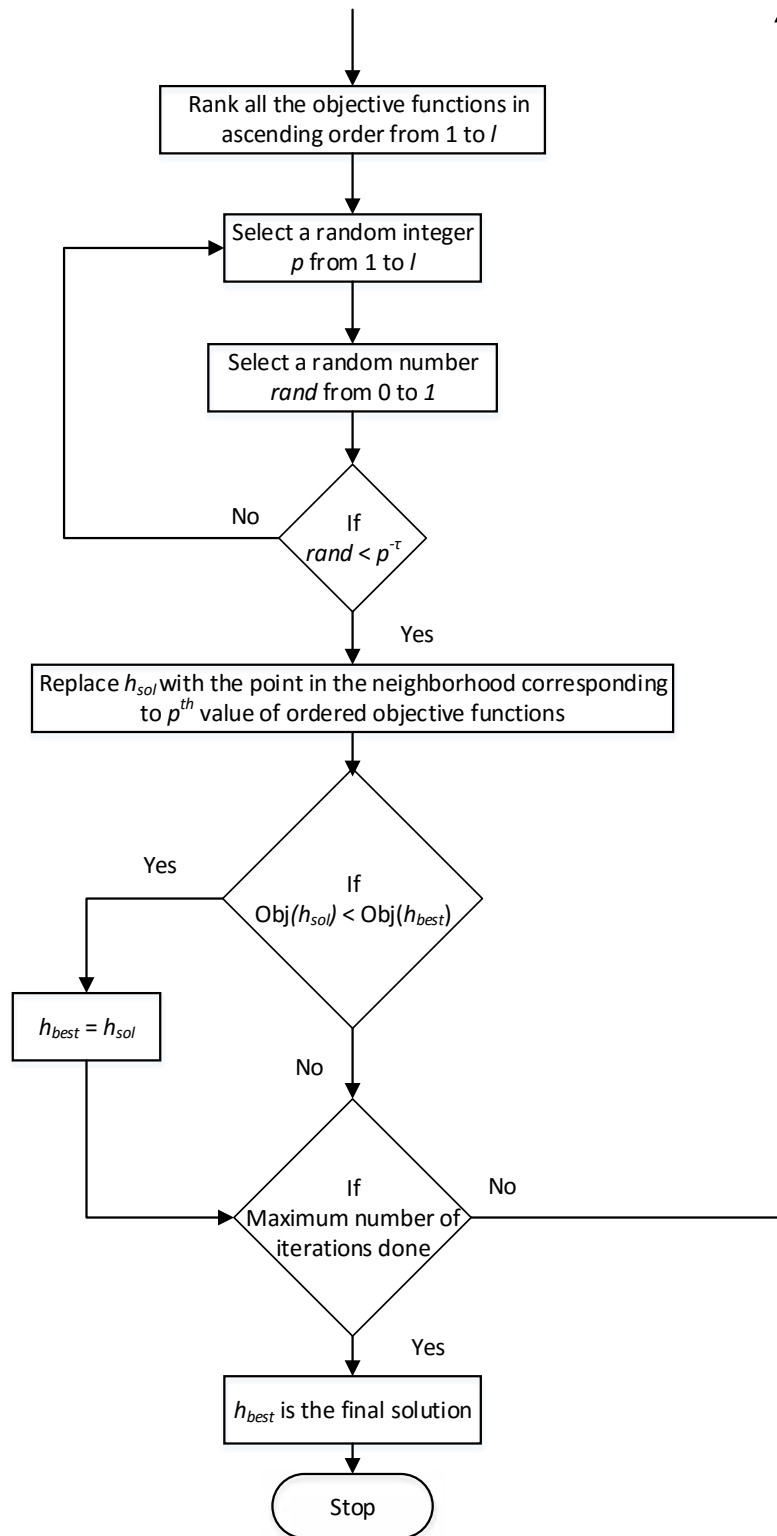 Rank all the objective functions in
ascending order from 1 to l
Select a random integer
p from 1 to l
Select a random number
rand from 0 to 1
No
If
rand < p^-τ
Yes
Replace h_sol with the point in the neighborhood corresponding
to p^th value of ordered objective functions
Yes
If
Obj(h_sol) < Obj(h_best)
h_best = h_sol
No
If
Maximum number of
iterations done
No
Yes
h_best is the final solution
Stop